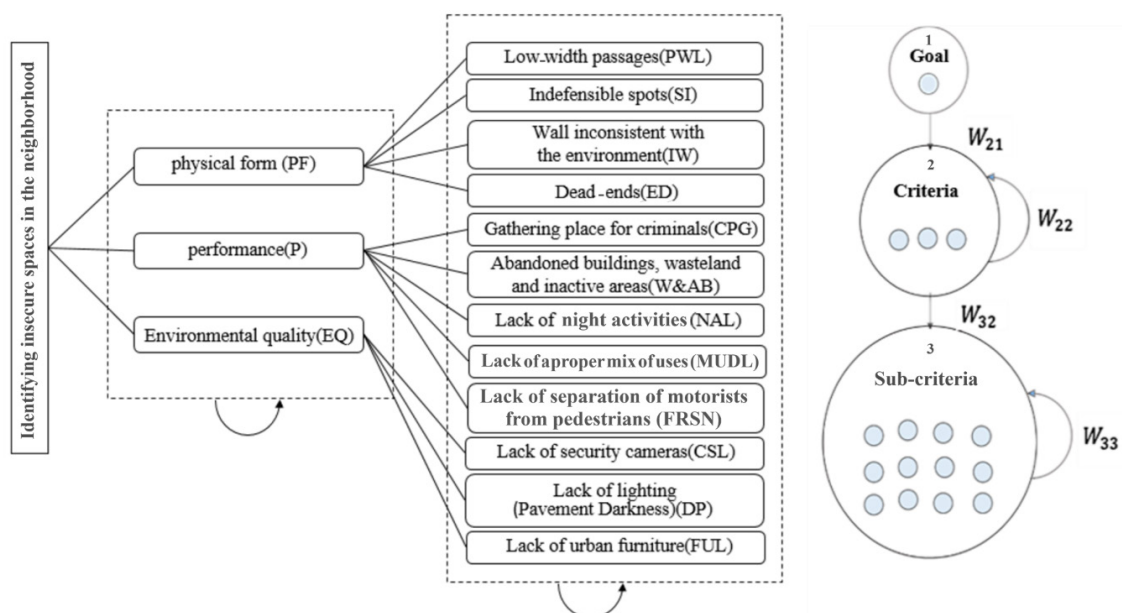 Identifying insecure spaces in the neighborhood
physical form (PF)
performance(P)
Environmental quality(EQ)
Low-width passages(PWL)
Indefensible spots(SI)
Wall inconsistent with
the environment(IW)
Dead-ends(ED)
Gathering place for criminals(CPG)
Abandoned buildings, wasteland
and inactive areas(W&AB)
Lack of night activities (NAL)
Lack of a proper mix of uses (MUDL)
Lack of separation of motorists
from pedestrians (FRSN)
Lack of security cameras(CSL)
Lack of lighting
(Pavement Darkness)(DP)
Lack of urban furniture(FUL)
1
Goal
W21
2
Criteria
W22
W32
3
Sub-criteria
W33